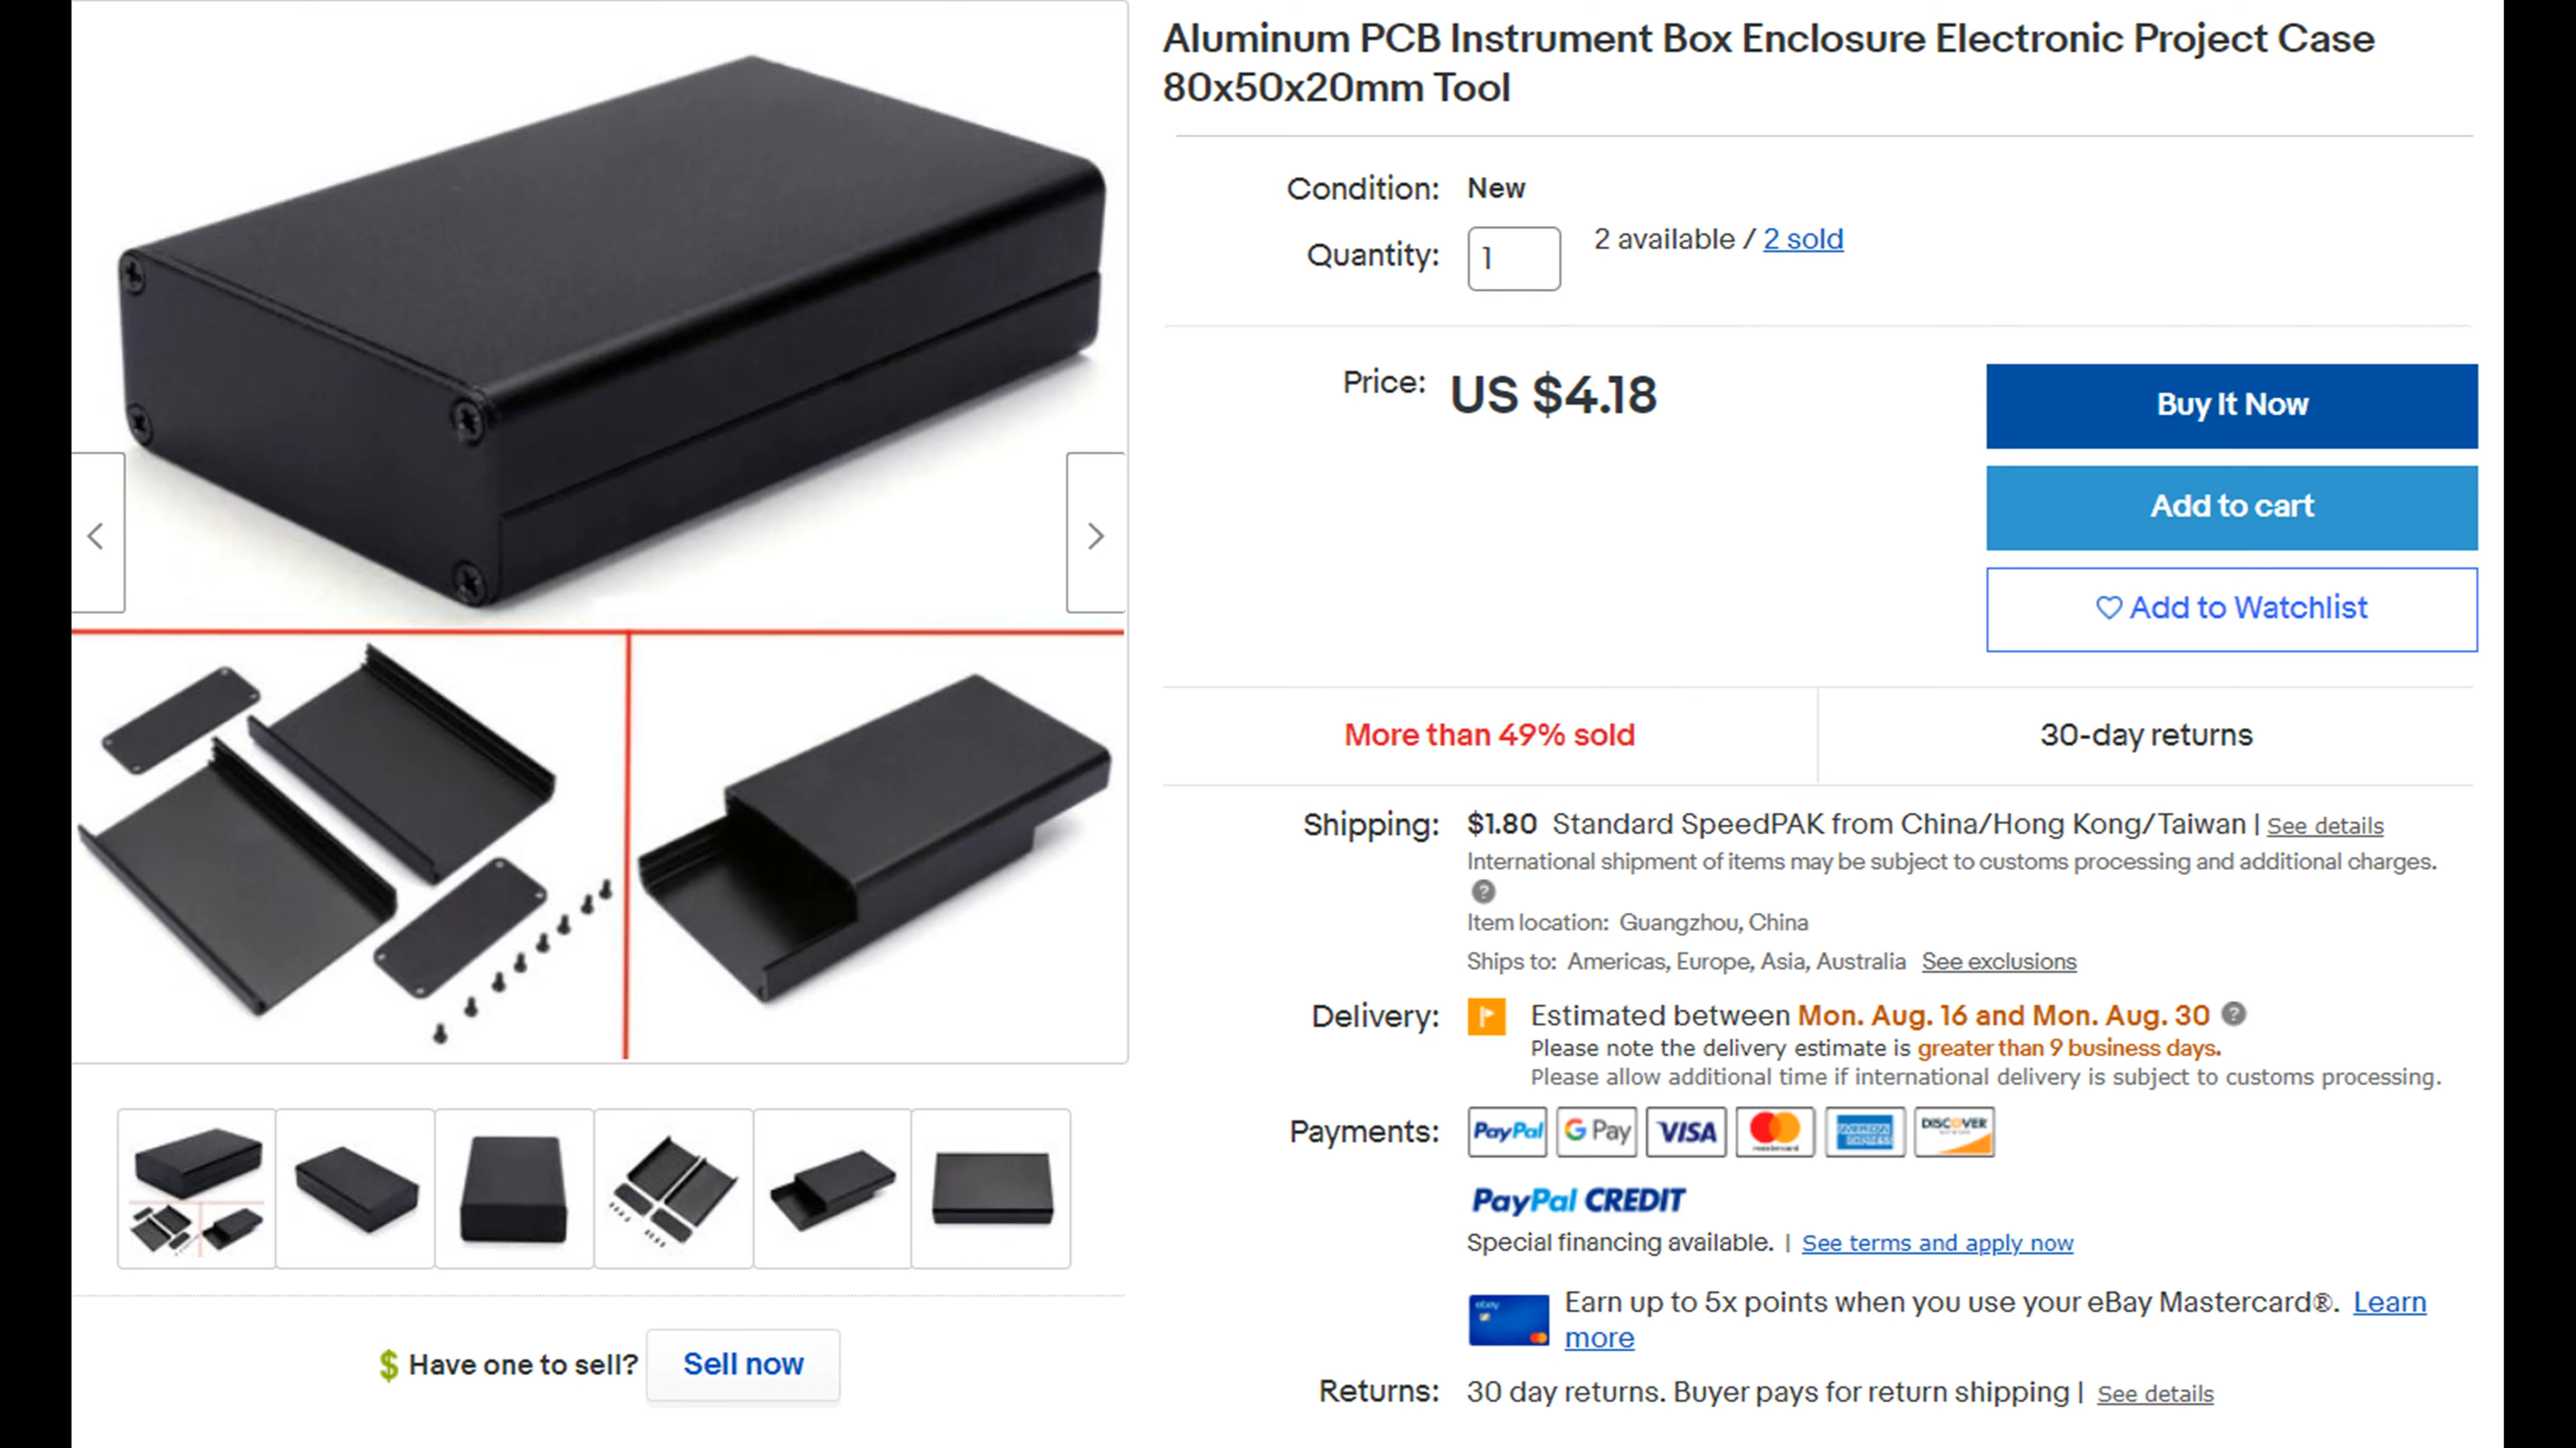 Aluminum PCB Instrument Box Enclosure Electronic Project Case
80x50x20mm Tool
Condition: New
Quantity: 1 2 available / 2 sold
Price: US $4.18
Buy It Now
Add to cart
Add to Watchlist
More than 49% sold 30-day returns
Shipping: $1.80 Standard SpeedPAK from China/Hong Kong/Taiwan | See details
International shipment of items may be subject to customs processing and additional charges.
?
Item location: Guangzhou, China
Ships to: Americas, Europe, Asia, Australia See exclusions
Delivery: Estimated between Mon. Aug. 16 and Mon. Aug. 30 ?
Please note the delivery estimate is greater than 9 business days.
Please allow additional time if international delivery is subject to customs processing.
Payments: PayPal G Pay VISA mastercard AMERICAN EXPRESS DISCOVER
PayPal CREDIT
Special financing available. | See terms and apply now
ebay
Earn up to 5x points when you use your eBay Mastercard®. Learn
more
Returns: 30 day returns. Buyer pays for return shipping | See details
$ Have one to sell? Sell now